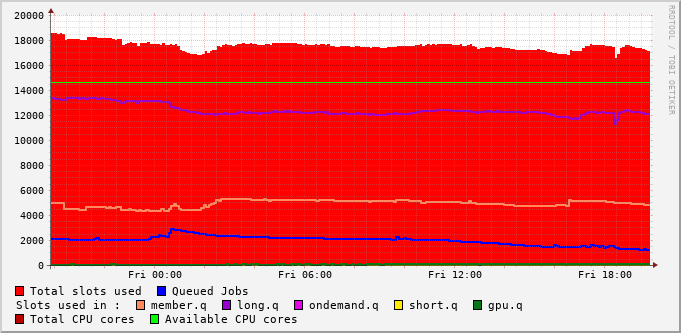 RRDTOOL / TOBI OETIKER
20000
18000
16000
14000
12000
10000
8000
6000
4000
2000
0
Fri 00:00 Fri 06:00 Fri 12:00 Fri 18:00
Total slots used Queued Jobs
Slots used in : member.q long.q ondemand.q short.q gpu.q
Total CPU cores Available CPU cores